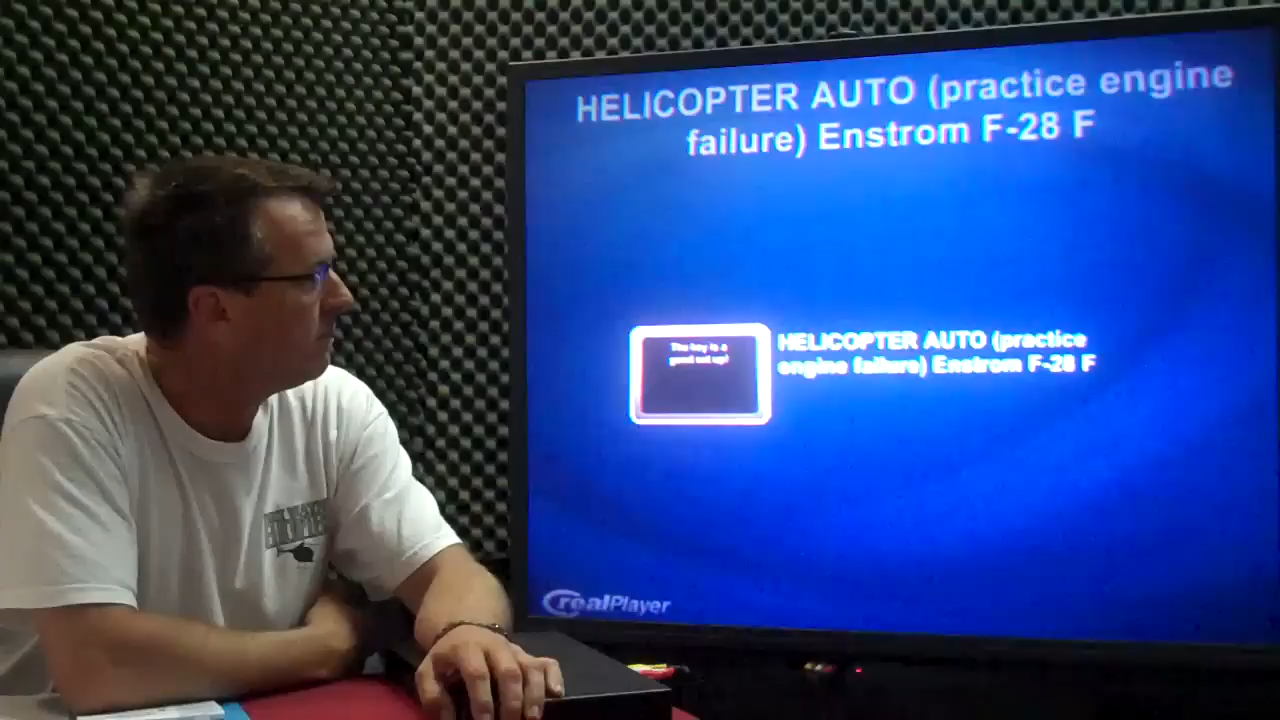 HELICOPTER AUTO (practice engine
failure) Enstrom F-28 F
The key is a
good set up!
HELICOPTER AUTO (practice
engine failure) Enstrom F-28 F
realPlayer